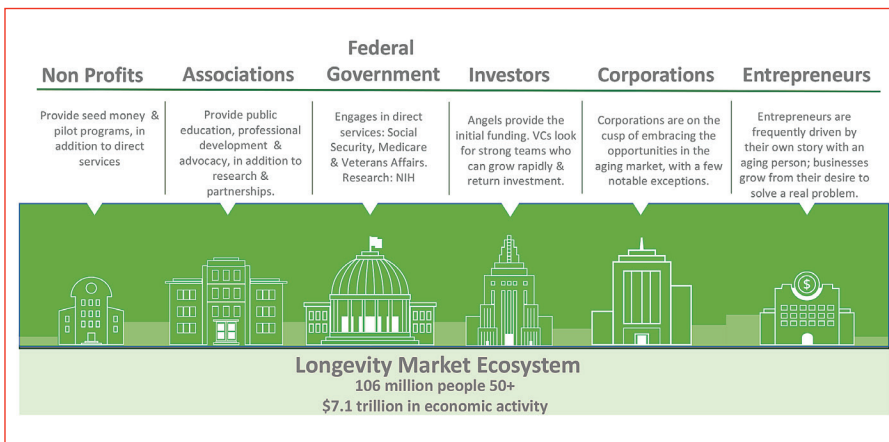 Non Profits
Provide seed money &
pilot programs, in
addition to direct
services
Associations
Provide public
education, professional
development &
advocacy, in addition to
research &
partnerships.
Federal
Government
Engages in direct
services: Social
Security, Medicare
& Veterans Affairs.
Research: NIH
Investors
Angels provide the
initial funding. VCs look
for strong teams who
can grow rapidly &
return investment.
Corporations
Corporations are on the
cusp of embracing the
opportunities in the
aging market, with a few
notable exceptions.
Entrepreneurs
Entrepreneurs are
frequently driven by
their own story with an
aging person; businesses
grow from their desire to
solve a real problem.
$
Longevity Market Ecosystem
106 million people 50+
$7.1 trillion in economic activity